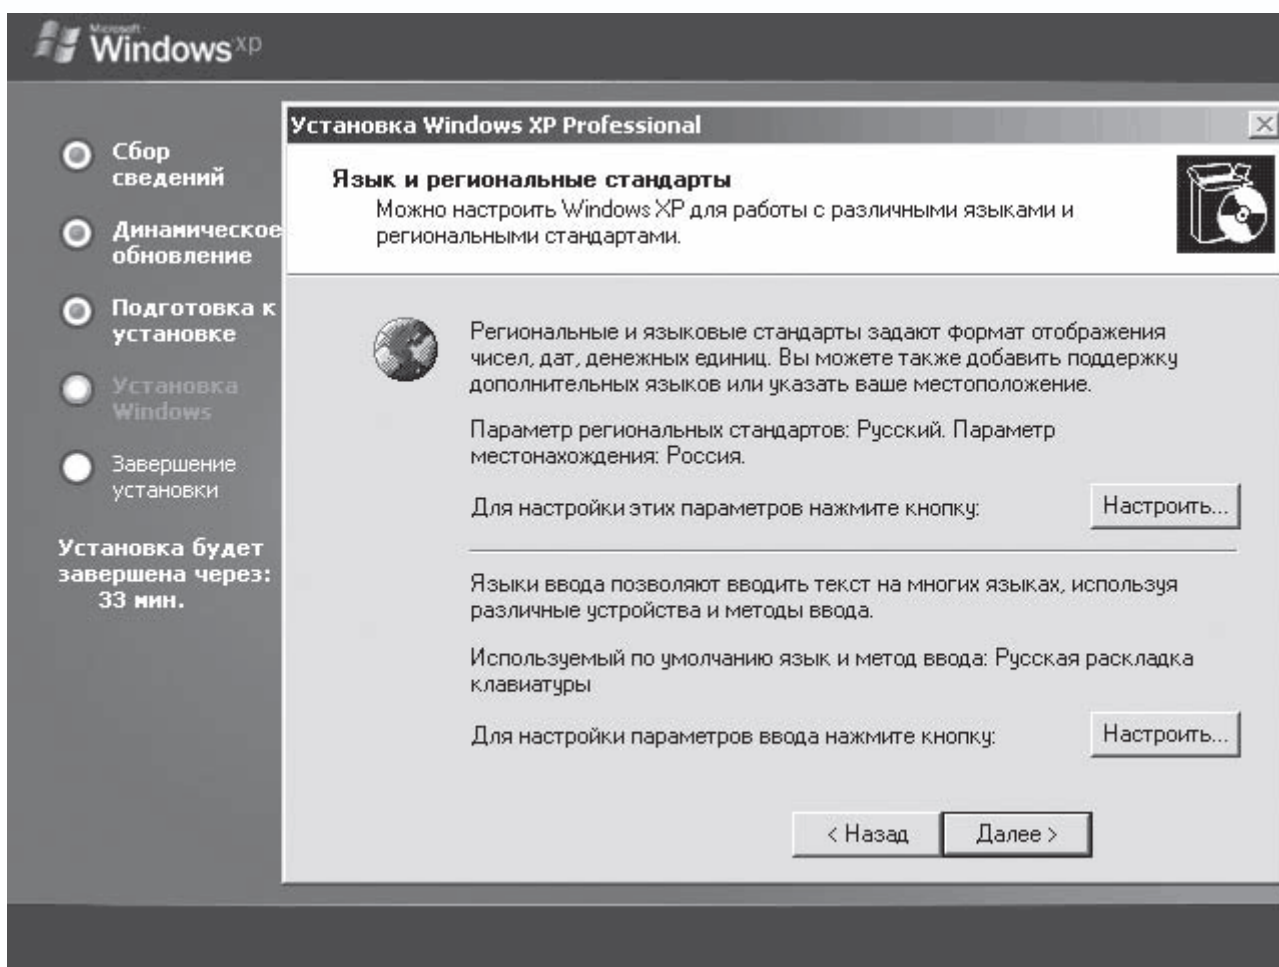 Microsoft
Windows xp
Сбор
сведений
Динамическое
обновление
Подготовка к
установке
Установка
Windows
Завершение
установки
Установка будет
завершена через:
33 мин.
Установка Windows XP Professional
Язык и региональные стандарты
Можно настроить Windows XP для работы с различными языками и
региональными стандартами.
Региональные и языковые стандарты задают формат отображения
чисел, дат, денежных единиц. Вы можете также добавить поддержку
дополнительных языков или указать ваше местоположение.
Параметр региональных стандартов: Русский. Параметр
местонахождения: Россия.
Для настройки этих параметров нажмите кнопку:
Настроить...
Языки ввода позволяют вводить текст на многих языках, используя
различные устройства и методы ввода.
Используемый по умолчанию язык и метод ввода: Русская раскладка
клавиатуры
Для настройки параметров ввода нажмите кнопку:
Настроить...
< Назад
Далее >